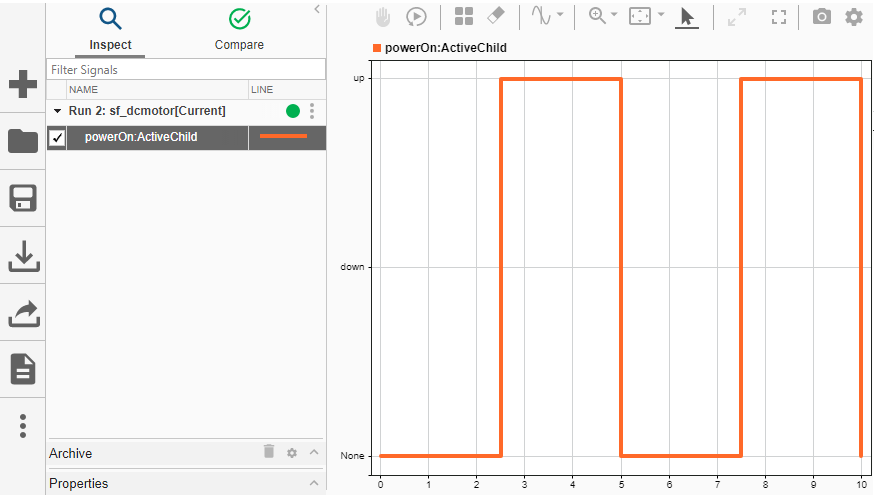 Inspect
Compare
Filter Signals
NAME
LINE
Run 2: sf_dcmotor[Current]
powerOn:ActiveChild
Archive
Properties
powerOn:ActiveChild
up
down
None
0 1 2 3 4 5 6 7 8 9 10